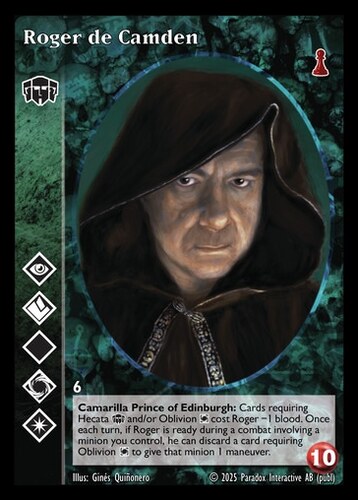 Roger de Camden
6
Camarilla Prince of Edinburgh: Cards requiring
Hecata and/or Oblivion cost Roger −1 blood. Once
each turn, if Roger is ready during a combat involving a
minion you control, he can discard a card requiring
Oblivion to give that minion 1 maneuver.
10
Illus: Ginés Quiñonero
© 2025 Paradox Interactive AB (publ)